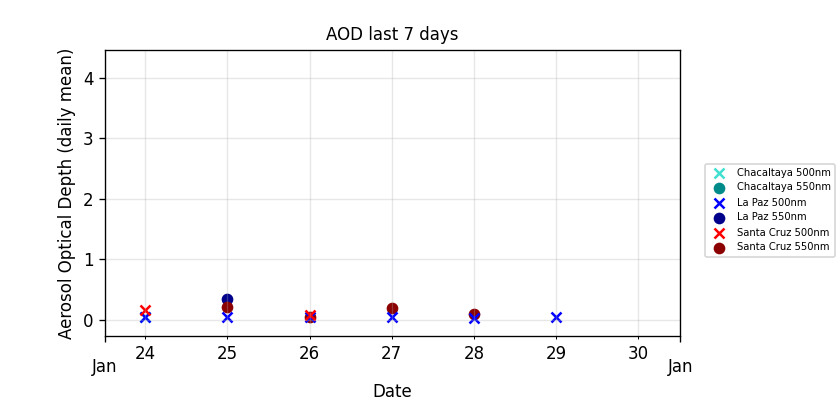 AOD last 7 days
Aerosol Optical Depth (daily mean)
4
3
2
1
0
24
25
26
27
28
29
30
Jan
Jan
Date
Chacaltaya 500nm
Chacaltaya 550nm
La Paz 500nm
La Paz 550nm
Santa Cruz 500nm
Santa Cruz 550nm